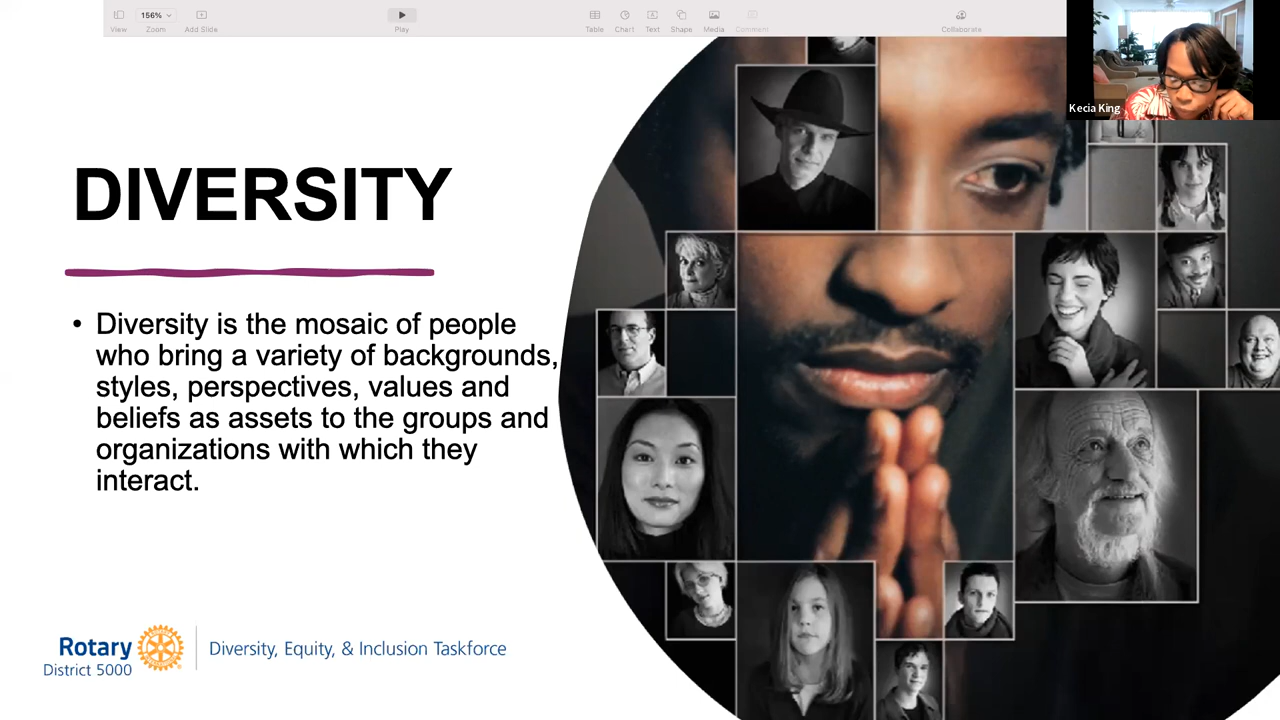 156%
View
Zoom
Add Slide
Play
Table
Chart
Text
Shape
Media
Comment
Collaborate
Kecia King
DIVERSITY
• Diversity is the mosaic of people
who bring a variety of backgrounds,
styles, perspectives, values and
beliefs as assets to the groups and
organizations with which they
interact.
Rotary
District 5000
Diversity, Equity, & Inclusion Taskforce